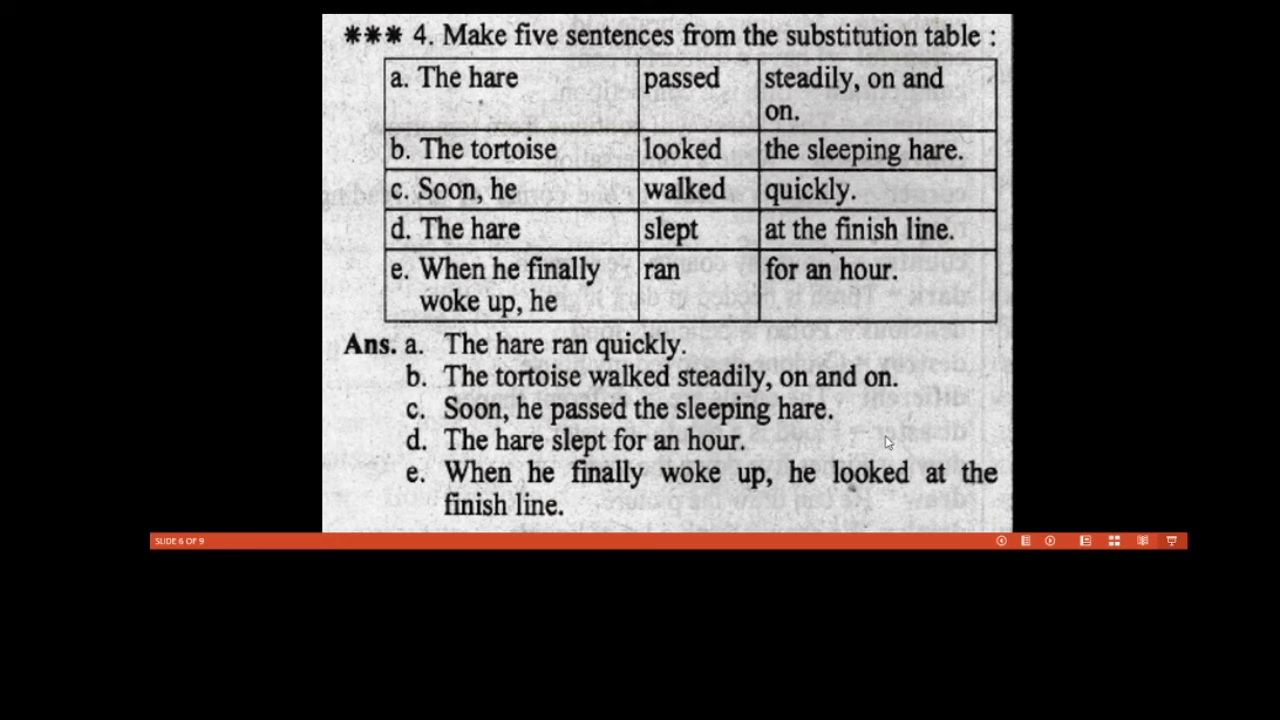 *** 4. Make five sentences from the substitution table :
a. The hare passed steadily, on and
on.
b. The tortoise looked the sleeping hare.
c. Soon, he walked quickly.
d. The hare slept at the finish line.
e. When he finally ran for an hour.
woke up, he
Ans. a. The hare ran quickly.
b. The tortoise walked steadily, on and on.
c. Soon, he passed the sleeping hare.
d. The hare slept for an hour.
e. When he finally woke up, he looked at the
finish line.
SLIDE 6 OF 9